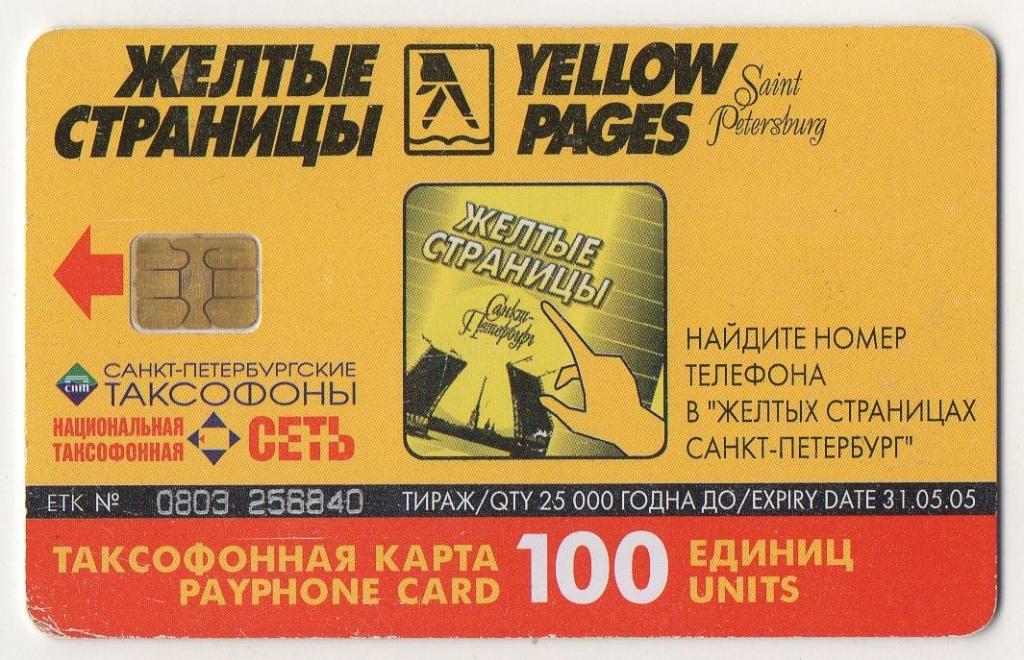 ЖЕЛТЫЕ
СТРАНИЦЫ
YELLOW
PAGES
Saint
Petersburg
ЖЕЛТЫЕ
СТРАНИЦЫ
Санкт-
Петербург
НАЙДИТЕ НОМЕР
ТЕЛЕФОНА
В "ЖЕЛТЫХ СТРАНИЦАХ
САНКТ-ПЕТЕРБУРГ"
спт
САНКТ-ПЕТЕРБУРГСКИЕ
ТАКСОФОНЫ
НАЦИОНАЛЬНАЯ
ТАКСОФОННАЯ
СЕТЬ
ЕТК № 0803 256840 ТИРАЖ/QTY 25 000 ГОДНА ДО/EXPIRY DATE 31.05.05
ТАКСОФОННАЯ КАРТА 100 ЕДИНИЦ
PAYPHONE CARD UNITS